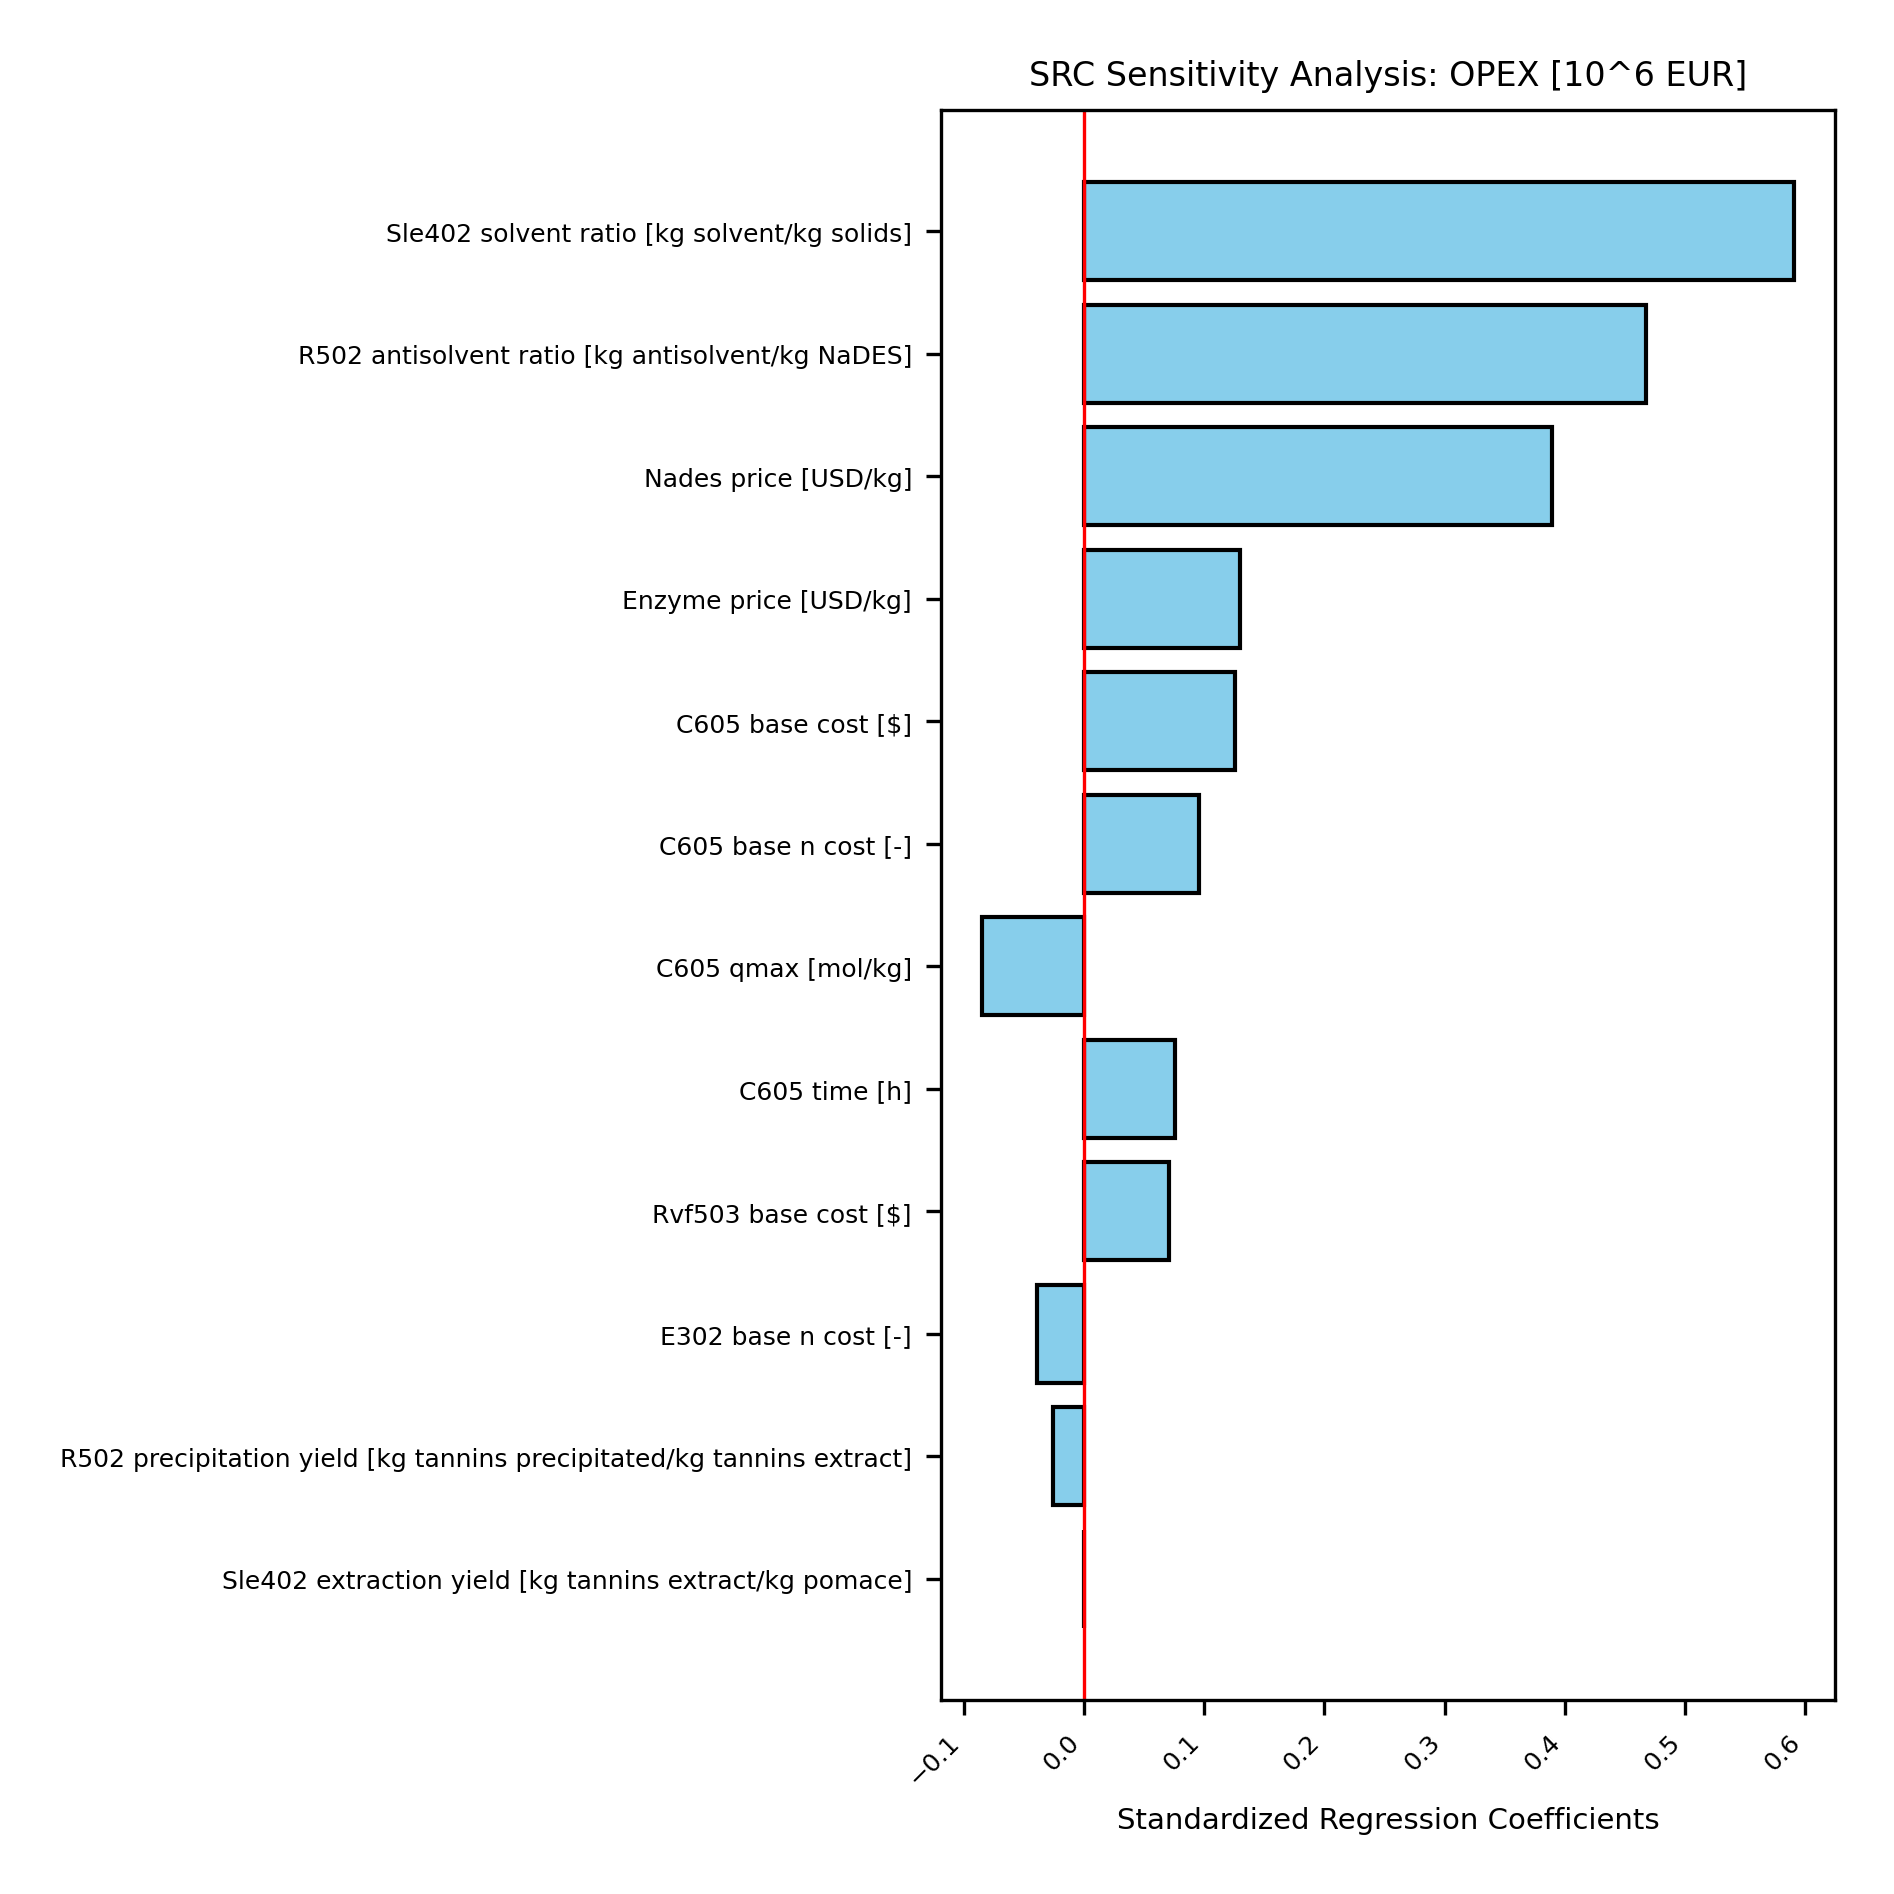 SRC Sensitivity Analysis: OPEX [10^6 EUR]
Sle402 solvent ratio [kg solvent/kg solids]
R502 antisolvent ratio [kg antisolvent/kg NaDES]
Nades price [USD/kg]
Enzyme price [USD/kg]
C605 base cost [$]
C605 base n cost [-]
C605 qmax [mol/kg]
C605 time [h]
Rvf503 base cost [$]
E302 base n cost [-]
R502 precipitation yield [kg tannins precipitated/kg tannins extract]
Sle402 extraction yield [kg tannins extract/kg pomace]
−0.1 0.0 0.1 0.2 0.3 0.4 0.5 0.6
Standardized Regression Coefficients